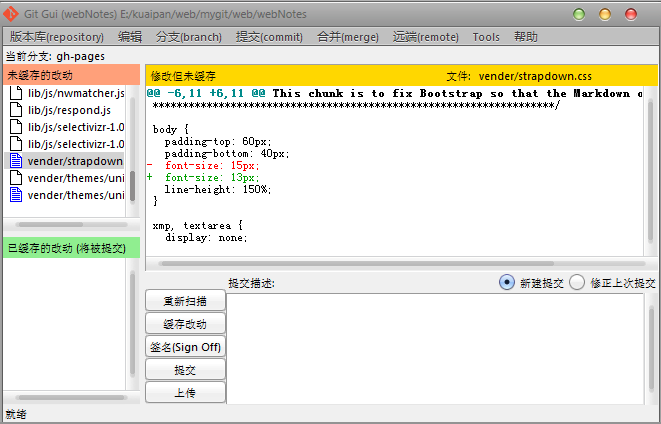 Git Gui (webNotes) E:/kuaipan/web/mygit/web/webNotes
版本库(repository) 编辑 分支(branch) 提交(commit) 合并(merge) 远端(remote) Tools 帮助
当前分支: gh-pages
未缓存的改动
lib/js/nwmatcher.js
lib/js/respond.js
lib/js/selectivizr-1.0
lib/js/selectivizr-1.0
vender/strapdown
vender/themes/uni
vender/themes/uni
已缓存的改动 (将被提交)
修改但未缓存 文件: vender/strapdown.css
@@ -6,11 +6,11 @@ This chunk is to fix Bootstrap so that the Markdown o
*******************************************************************/
body {
padding-top: 60px;
padding-bottom: 40px;
- font-size: 15px;
+ font-size: 13px;
line-height: 150%;
}
xmp, textarea {
display: none;
提交描述: 新建提交 修正上次提交
重新扫描
缓存改动
签名(Sign Off)
提交
上传
就绪